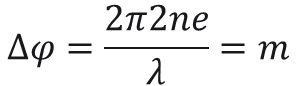 Δφ = 2π2ne / λ = m